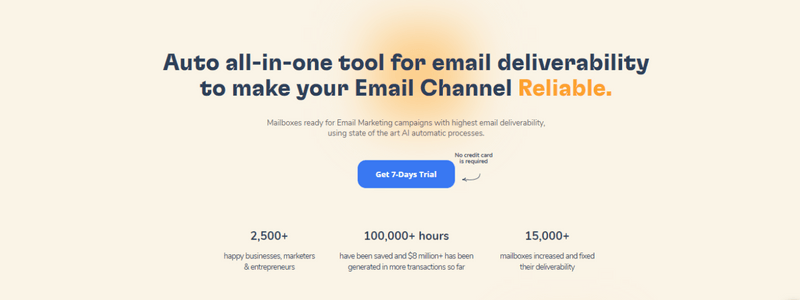 Auto all-in-one tool for email deliverability
to make your Email Channel Reliable.
Mailboxes ready for Email Marketing campaigns with highest email deliverability,
using state of the art AI automatic processes.
No credit card
is required
Get 7-Days Trial
2,500+
happy businesses, marketers
& entrepreneurs
100,000+ hours
have been saved and $8 million+ has been
generated in more transactions so far
15,000+
mailboxes increased and fixed
their deliverability